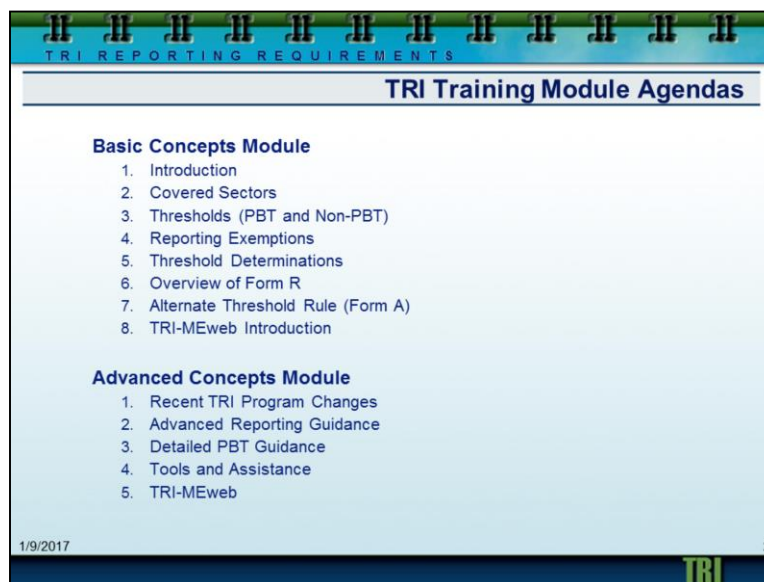 TRI REPORTING REQUIREMENTS
TRI Training Module Agendas
Basic Concepts Module
1. Introduction
2. Covered Sectors
3. Thresholds (PBT and Non-PBT)
4. Reporting Exemptions
5. Threshold Determinations
6. Overview of Form R
7. Alternate Threshold Rule (Form A)
8. TRI-MEweb Introduction
Advanced Concepts Module
1. Recent TRI Program Changes
2. Advanced Reporting Guidance
3. Detailed PBT Guidance
4. Tools and Assistance
5. TRI-MEweb
1/9/2017
TRI